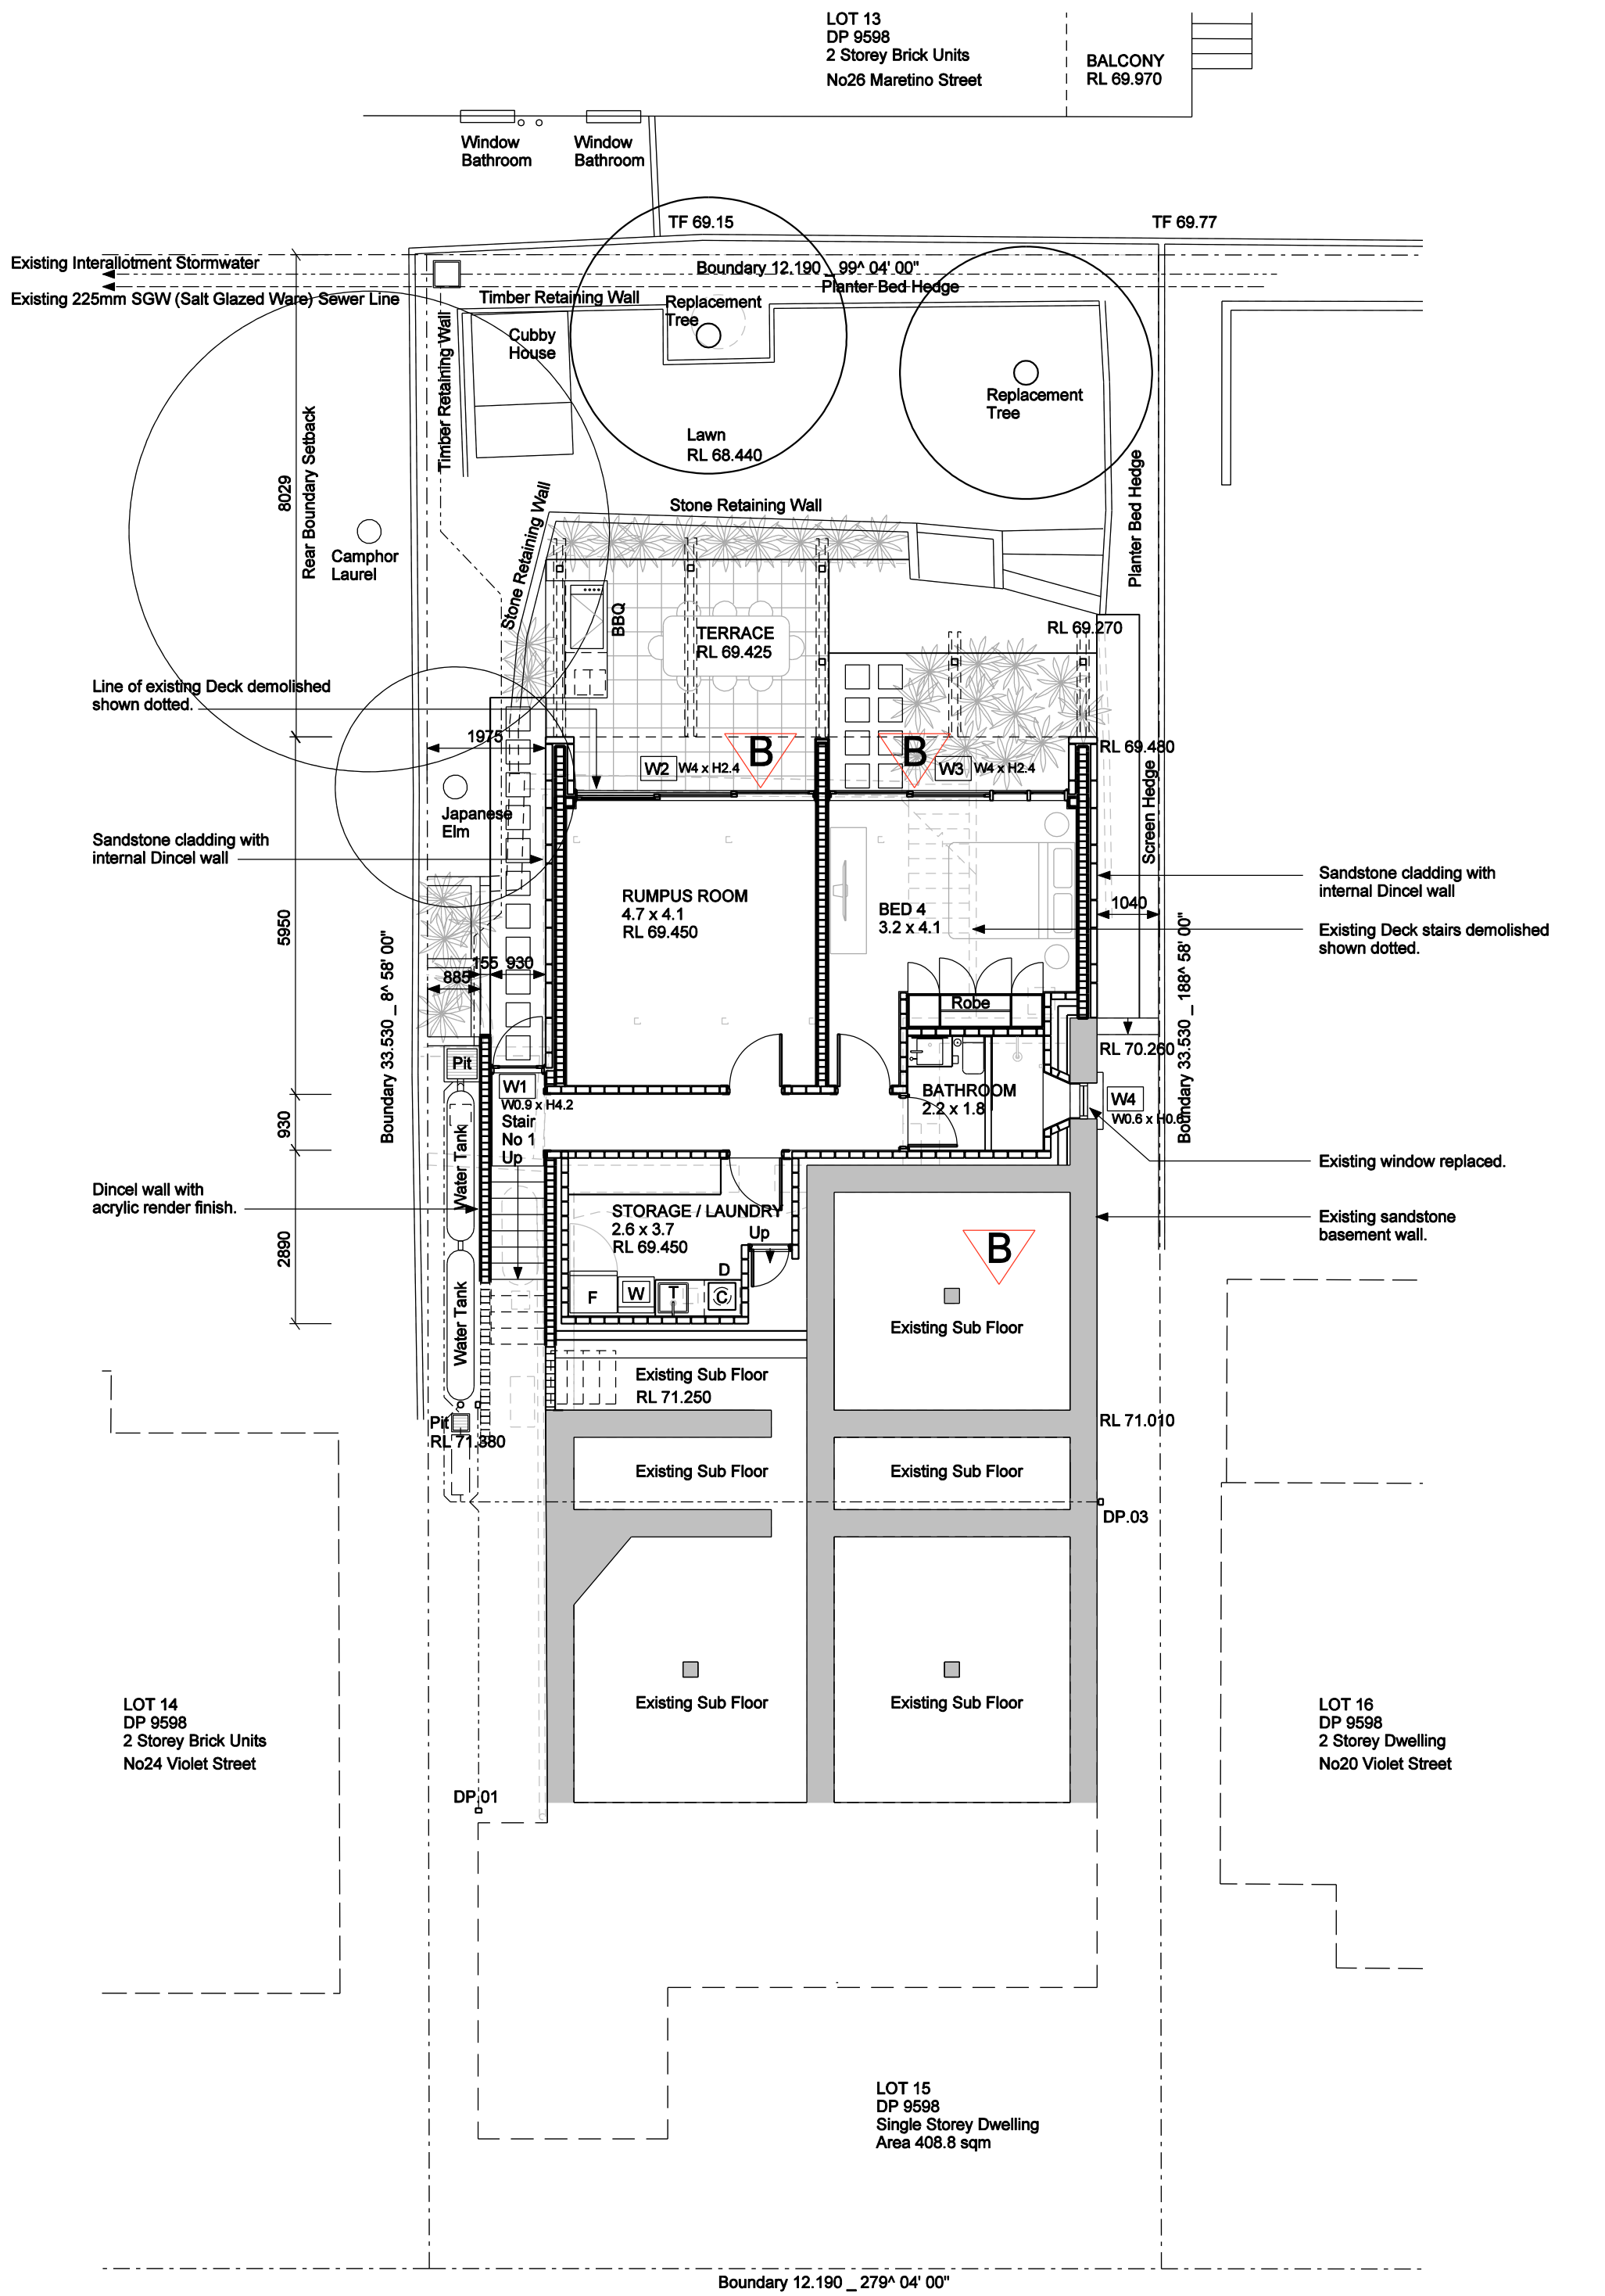 LOT 13
DP 9598
2 Storey Brick Units
No26 Maretino Street
BALCONY
RL 69.970
Window
Bathroom
Window
Bathroom
TF 69.15
TF 69.77
Existing Interallotment Stormwater
Boundary 12.190 _ 99^ 04' 00"
Planter Bed Hedge
Existing 225mm SGW (Salt Glazed Ware) Sewer Line
Timber Retaining Wall
Replacement
Tree
Cubby
House
Timber Retaining Wall
Replacement
Tree
Lawn
RL 68.440
8029
Rear Boundary Setback
Stone Retaining Wall
Stone Retaining Wall
Planter Bed Hedge
Camphor
Laurel
BBQ
TERRACE
RL 69.425
RL 69.270
Line of existing Deck demolished
shown dotted.
1975
B
B
RL 69.480
W2
W4 x H2.4
W3
W4 x H2.4
Japanese
Elm
Screen Hedge
Sandstone cladding with
internal Dincel wall
Sandstone cladding with
internal Dincel wall
RUMPUS ROOM
4.7 x 4.1
RL 69.450
BED 4
3.2 x 4.1
1040
Existing Deck stairs demolished
shown dotted.
5950
155
930
885
Boundary 33.530 _ 8^ 58' 00"
Boundary 33.530 _ 188^ 58' 00"
Robe
RL 70.260
Pit
W1
W0.9 x H4.2
Stair
No 1
Up
BATHROOM
2.2 x 1.8
W4
W0.6 x H0.6
930
Water Tank
Existing window replaced.
Dincel wall with
acrylic render finish.
STORAGE / LAUNDRY
2.6 x 3.7
RL 69.450
Up
Existing sandstone
basement wall.
2890
B
D
F
W
T
C
Water Tank
Existing Sub Floor
Existing Sub Floor
RL 71.250
Pit
RL 71.380
RL 71.010
Existing Sub Floor
Existing Sub Floor
DP.03
Existing Sub Floor
Existing Sub Floor
LOT 14
DP 9598
2 Storey Brick Units
No24 Violet Street
LOT 16
DP 9598
2 Storey Dwelling
No20 Violet Street
DP.01
LOT 15
DP 9598
Single Storey Dwelling
Area 408.8 sqm
Boundary 12.190 _ 279^ 04' 00"